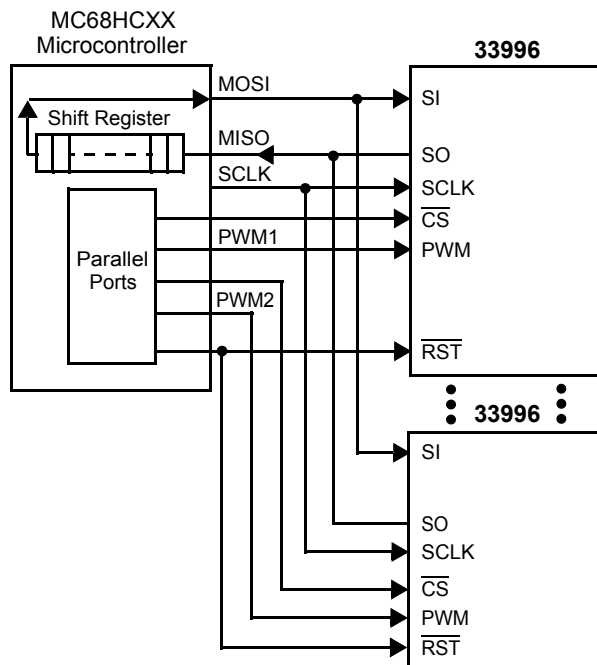 MC68HCXX
Microcontroller
33996
MOSI
SI
Shift Register
MISO
SO
SCLK
SCLK
CS
PWM1
PWM
Parallel
Ports
PWM2
RST
33996
SI
SO
SCLK
CS
PWM
RST